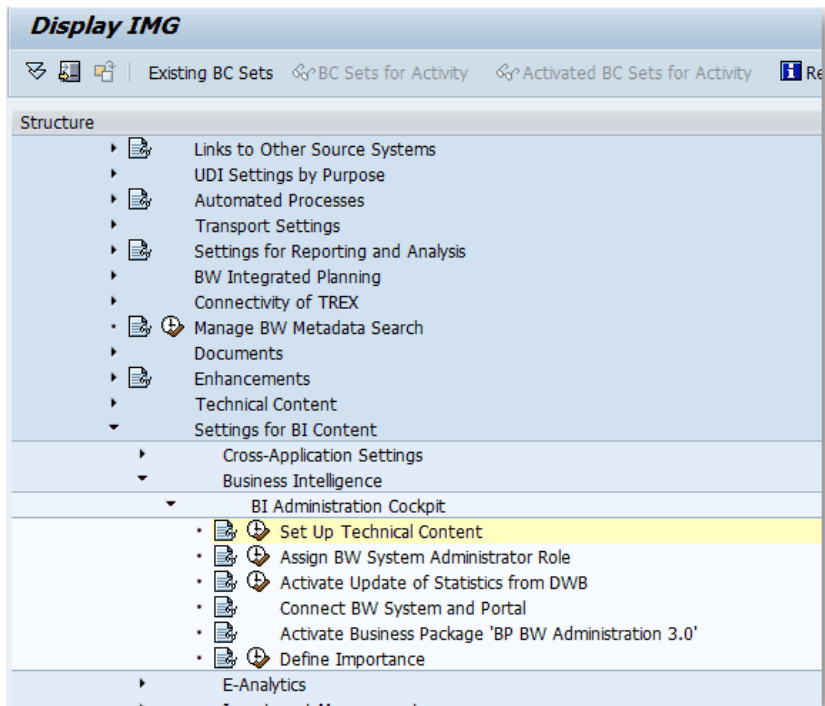 Display IMG
Existing BC Sets BC Sets for Activity Activated BC Sets for Activity Re
Structure
Links to Other Source Systems
UDI Settings by Purpose
Automated Processes
Transport Settings
Settings for Reporting and Analysis
BW Integrated Planning
Connectivity of TREX
Manage BW Metadata Search
Documents
Enhancements
Technical Content
Settings for BI Content
Cross-Application Settings
Business Intelligence
BI Administration Cockpit
Set Up Technical Content
Assign BW System Administrator Role
Activate Update of Statistics from DWB
Connect BW System and Portal
Activate Business Package 'BP BW Administration 3.0'
Define Importance
E-Analytics